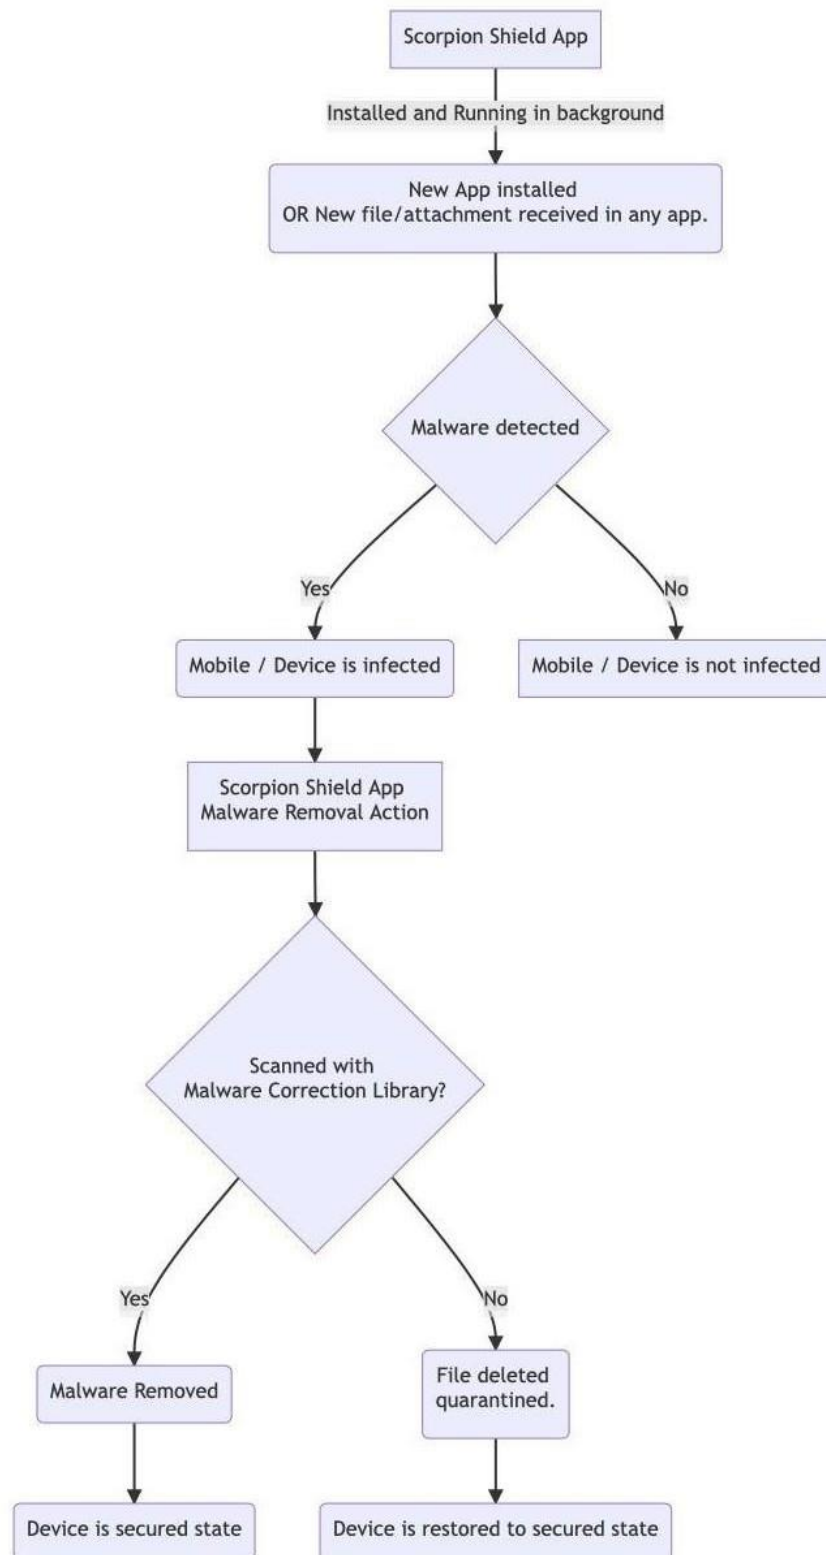 Scorpion Shield App
Installed and Running in background
New App installed
OR New file/attachment received in any app.
Malware detected
Yes
No
Mobile / Device is infected
Mobile / Device is not infected
Scorpion Shield App
Malware Removal Action
Scanned with
Malware Correction Library?
Yes
No
Malware Removed
File deleted
quarantined.
Device is secured state
Device is restored to secured state